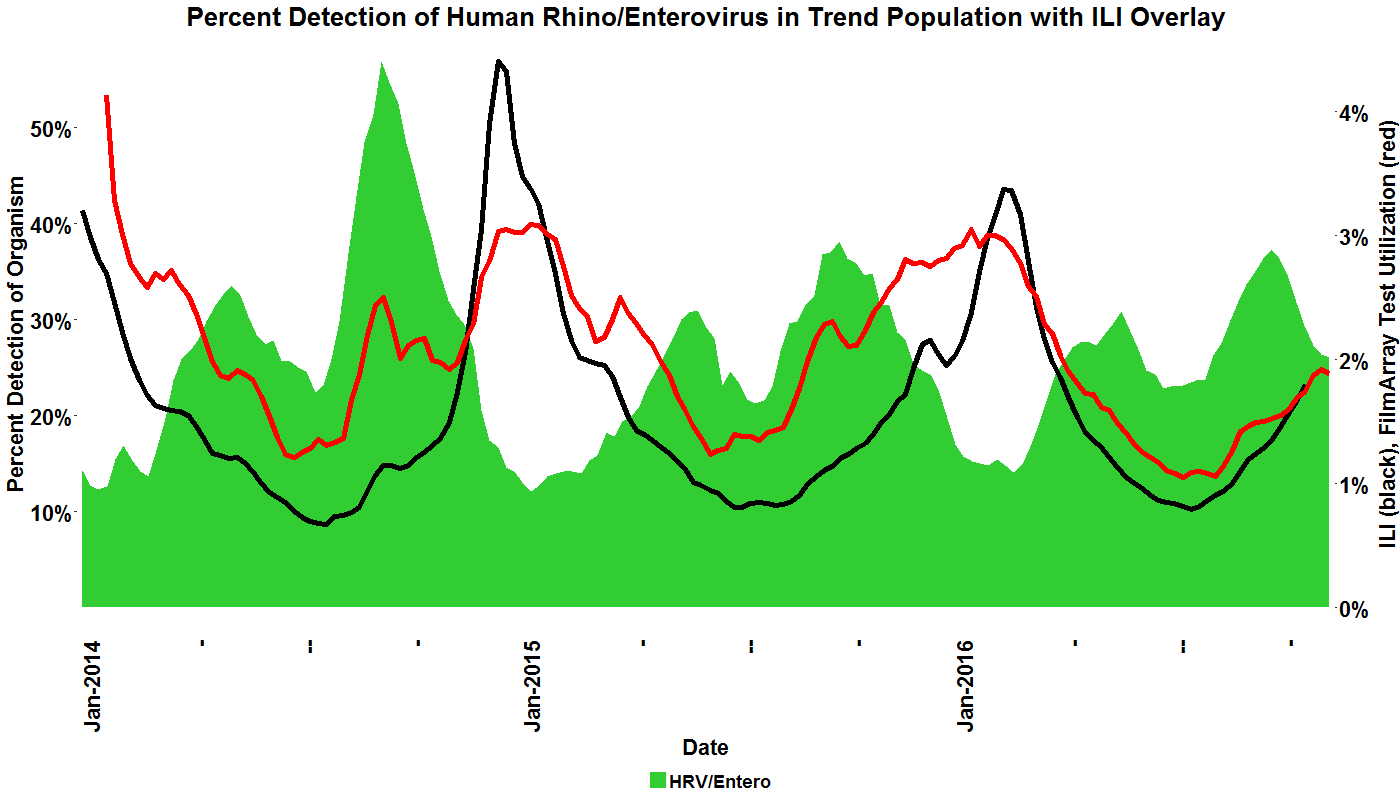 Percent Detection of Human Rhino/Enterovirus in Trend Population with ILI Overlay
Percent Detection of Organism
50%
40%
30%
20%
10%
4%
3%
2%
1%
0%
ILI (black), FilmArray Test Utilization (red)
Jan-2014
-
--
-
Jan-2015
-
--
-
Jan-2016
-
--
-
Date
HRV/Entero